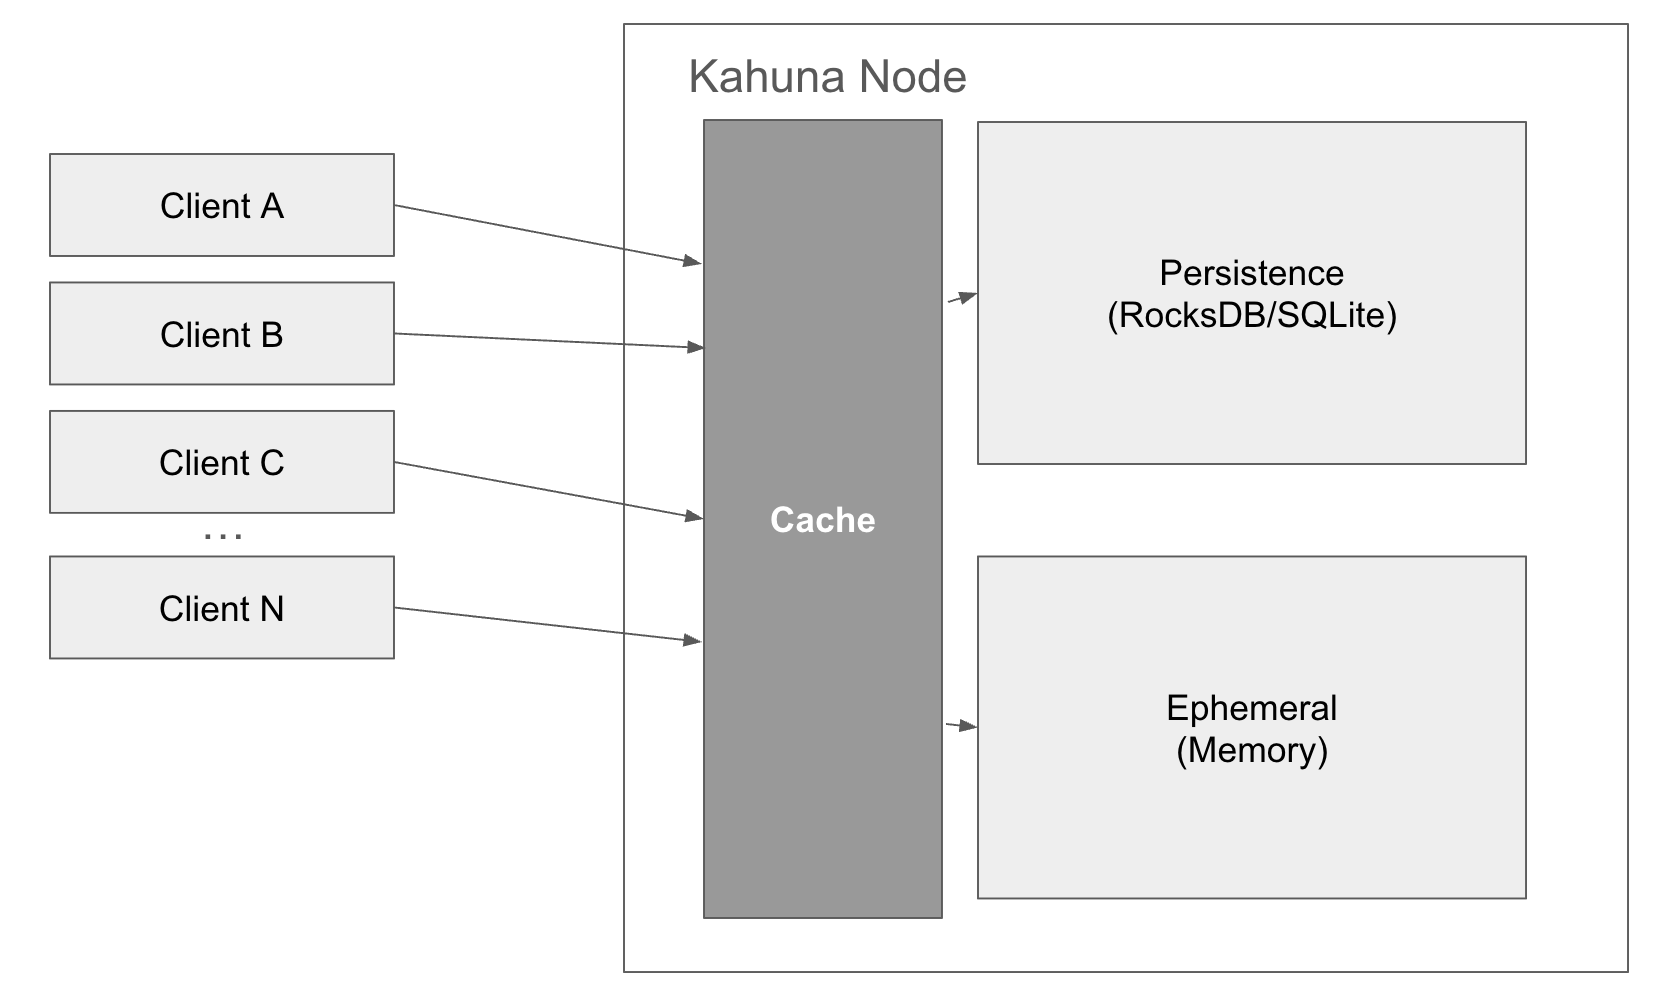 Kahuna Node
Client A
Client B
Client C
...
Client N
Cache
Persistence
(RocksDB/SQLite)
Ephemeral
(Memory)